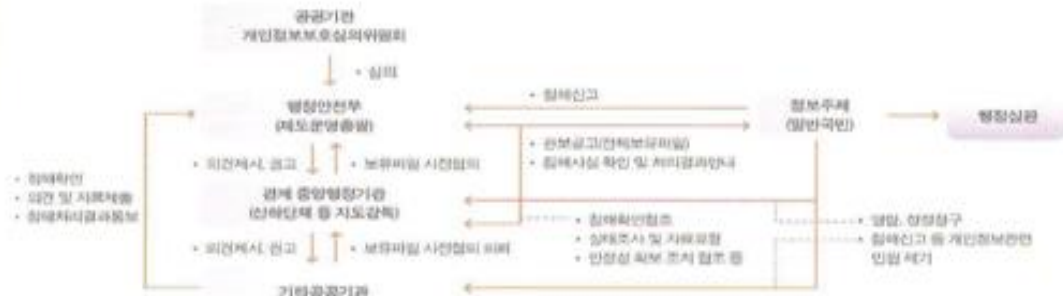 공공기관
개인정보보호심의위원회
• 심의
행정안전부
(제도운영총괄)
• 침해신고
정보주체
(일반국민)
행정심판
• 의견제시, 권고
• 보유파일 사전협의
• 관보공고(전체보유파일)
• 침해사실 확인 및 처리결과안내
• 침해확인
• 의견 및 자료제출
• 침해처리결과통보
관계 중앙행정기관
(산하단체 등 지도감독)
• 의견제시, 권고
• 보유파일 사전협의 의뢰
• 침해확인협조
• 실태조사 및 자료요청
• 안정성 확보 조치 협조 등
• 열람, 정정청구
• 침해신고 등 개인정보관련
민원 제기
기타공공기관